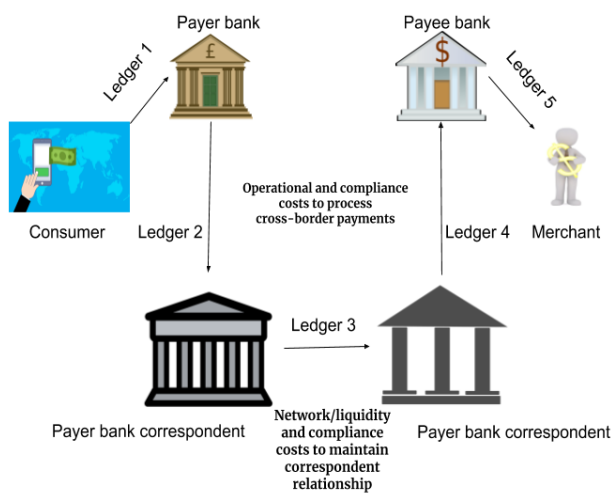 Payer bank
Payee bank
Ledger 1
£
$
Ledger 5
Operational and compliance
costs to process
cross-border payments
Consumer
Ledger 2
Ledger 4
Merchant
Ledger 3
Payer bank correspondent
Network/liquidity
and compliance
costs to maintain
correspondent
relationship
Payer bank correspondent